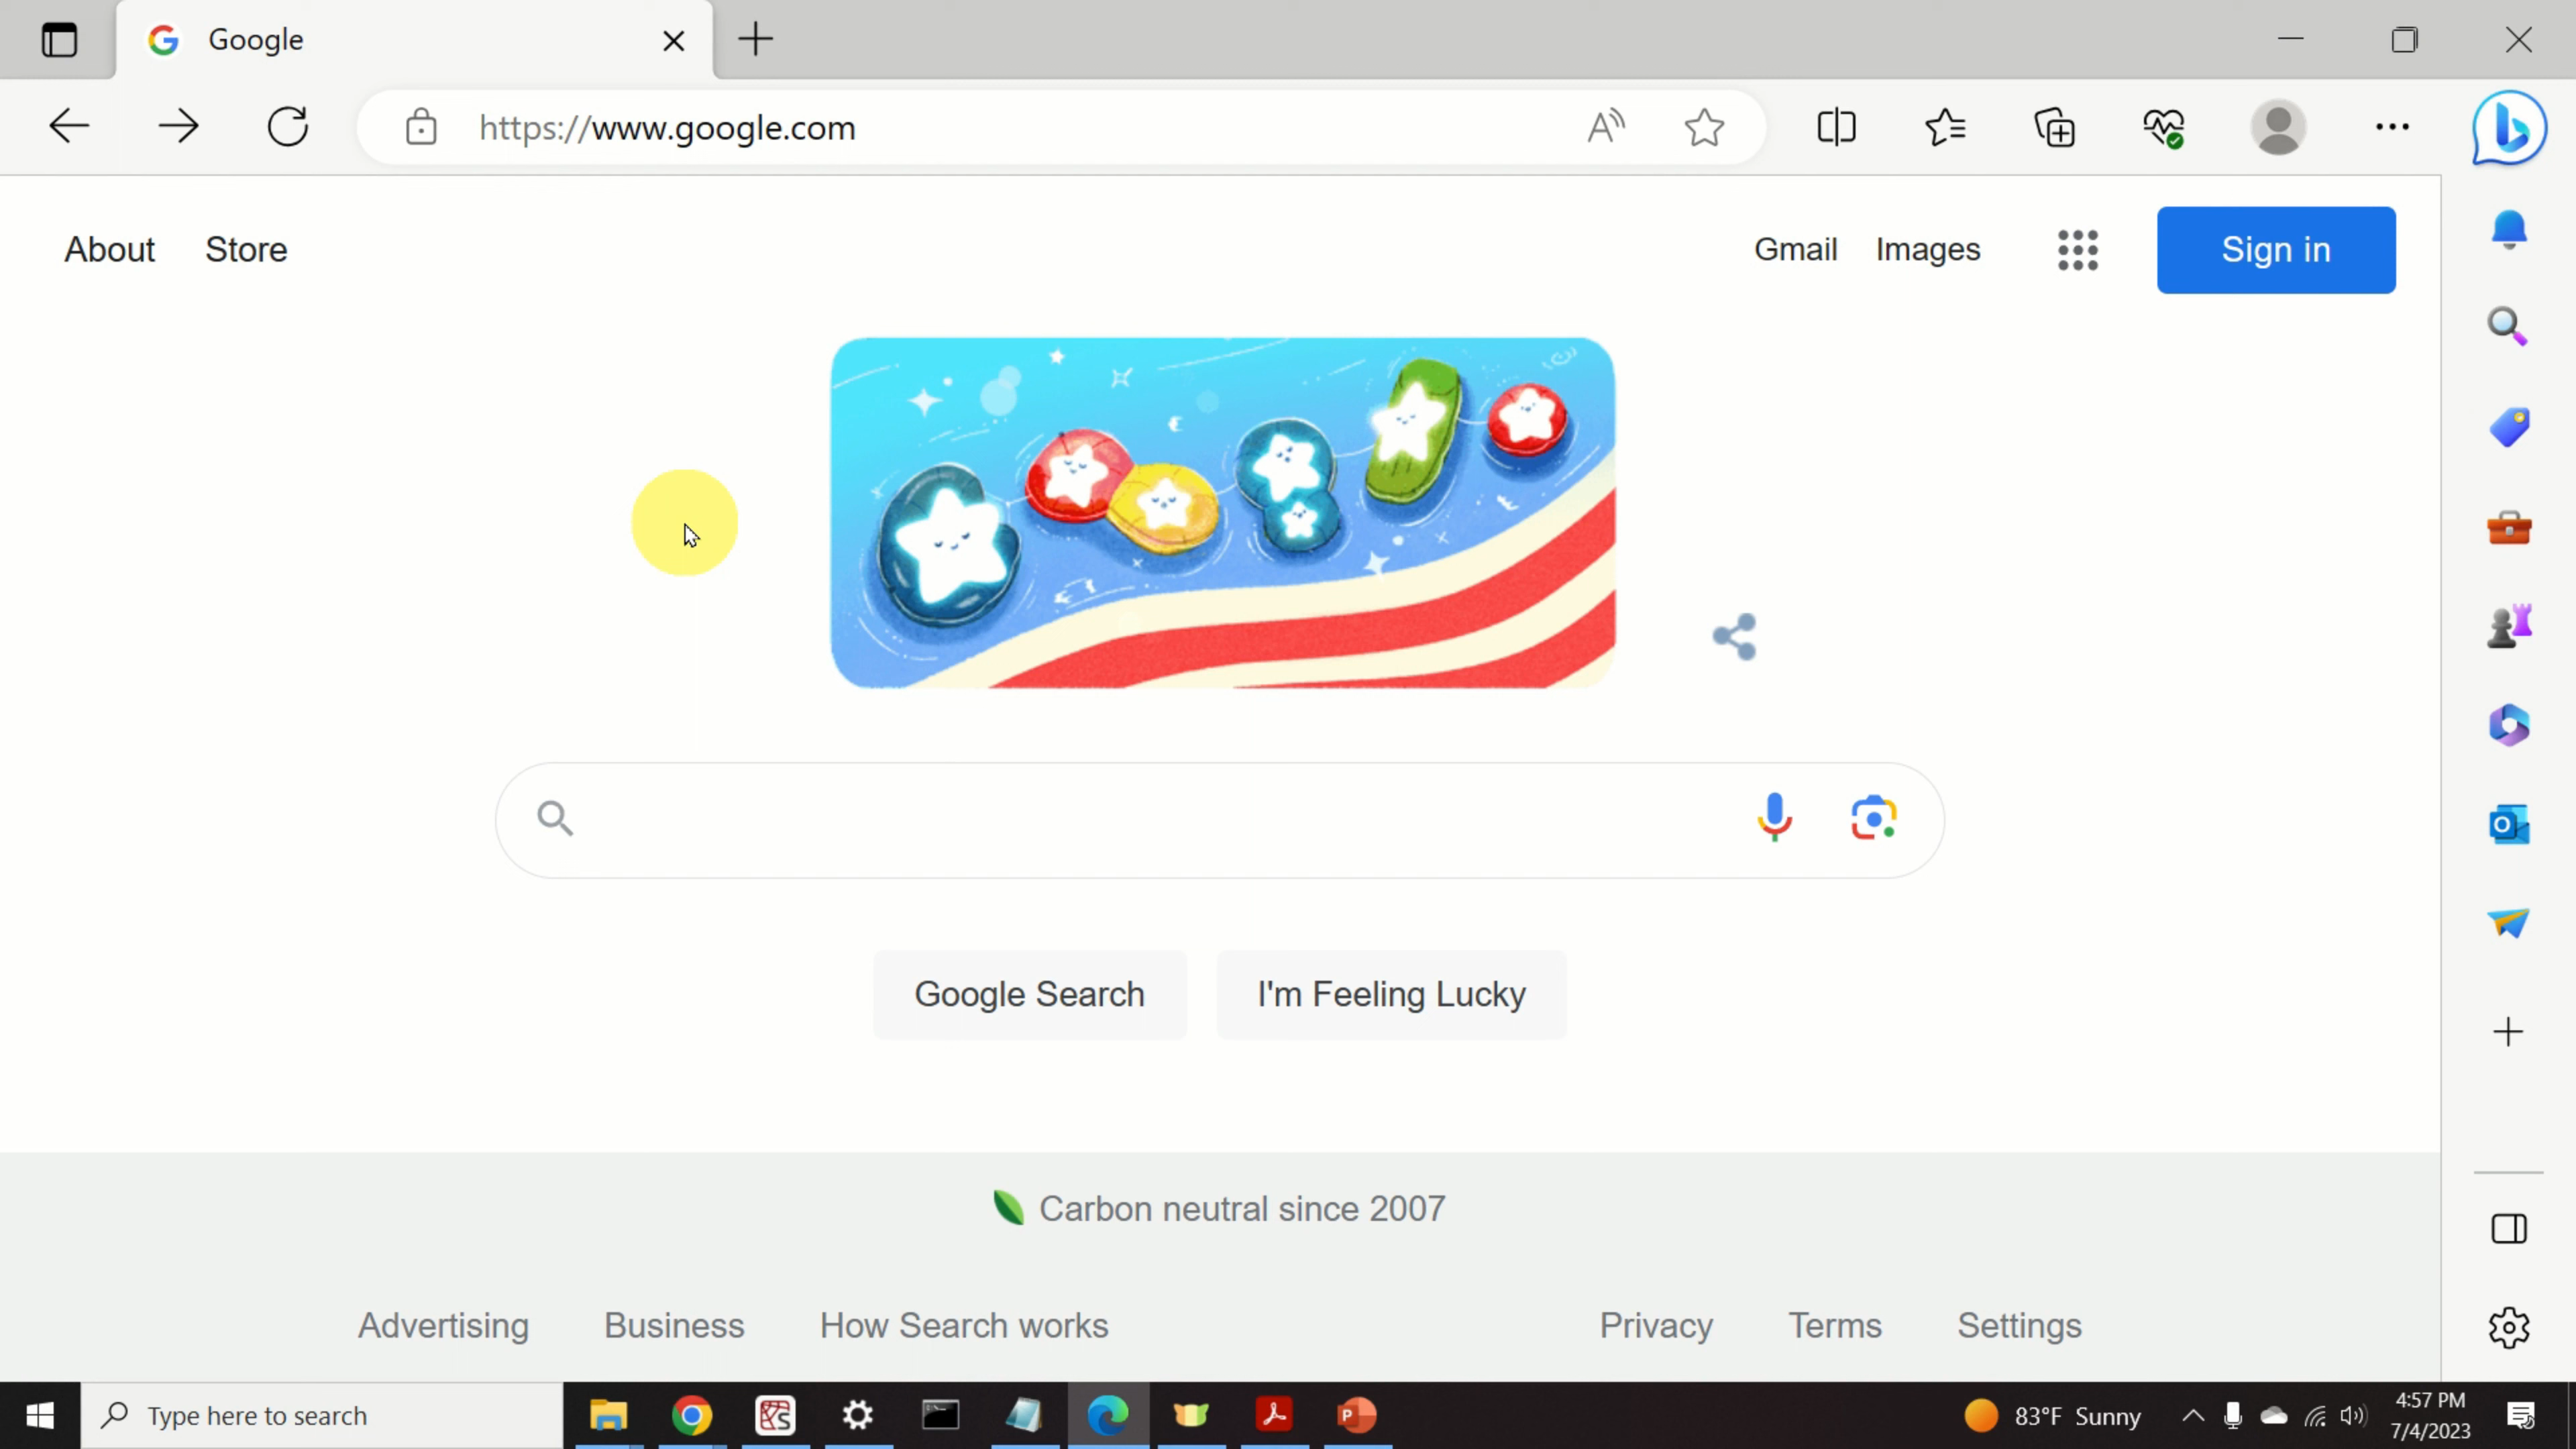 Google
https://www.google.com
About Store Gmail Images Sign in
Google Search I'm Feeling Lucky
Carbon neutral since 2007
Advertising Business How Search works Privacy Terms Settings
Type here to search 83°F Sunny 4:57 PM
7/4/2023